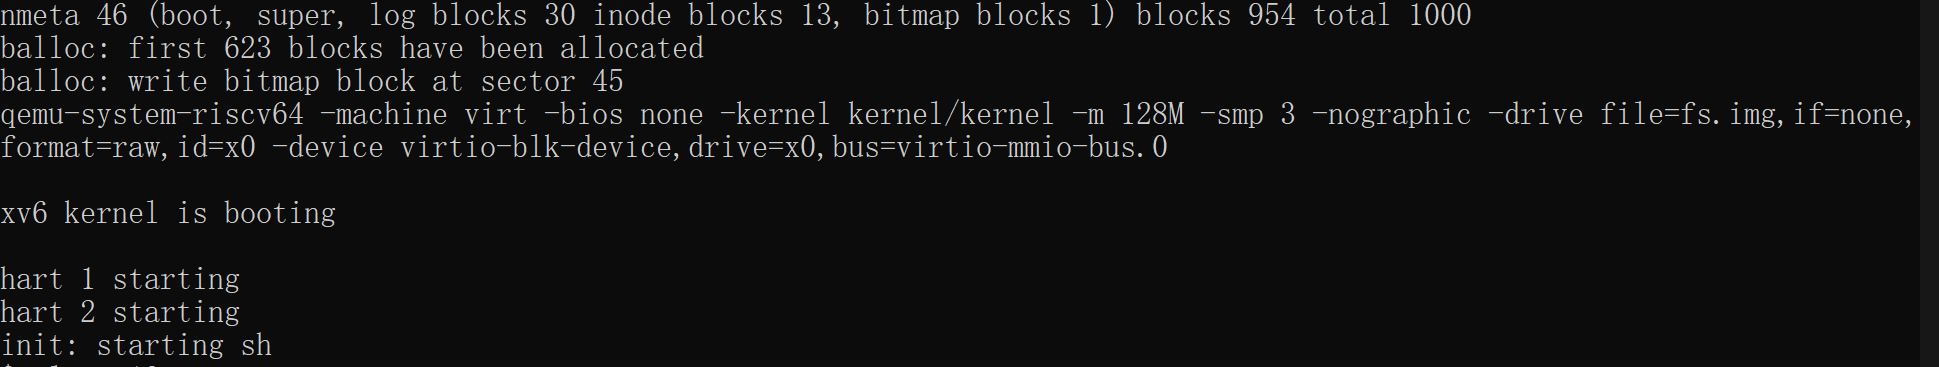 nmeta 46 (boot, super, log blocks 30 inode blocks 13, bitmap blocks 1) blocks 954 total 1000
balloc: first 623 blocks have been allocated
balloc: write bitmap block at sector 45
qemu-system-riscv64 -machine virt -bios none -kernel kernel/kernel -m 128M -smp 3 -nographic -drive file=fs.img,if=none,
format=raw,id=x0 -device virtio-blk-device,drive=x0,bus=virtio-mmio-bus.0
xv6 kernel is booting
hart 1 starting
hart 2 starting
init: starting sh